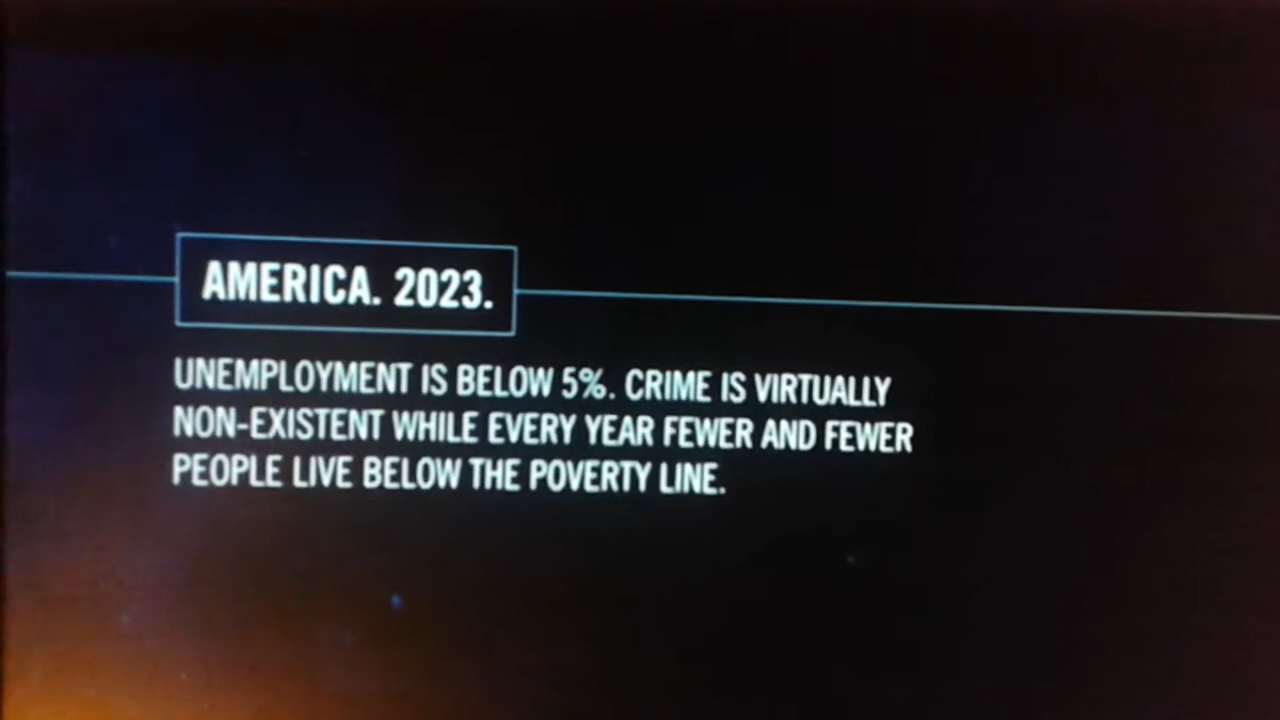 AMERICA. 2023.
UNEMPLOYMENT IS BELOW 5%. CRIME IS VIRTUALLY
NON-EXISTENT WHILE EVERY YEAR FEWER AND FEWER
PEOPLE LIVE BELOW THE POVERTY LINE.